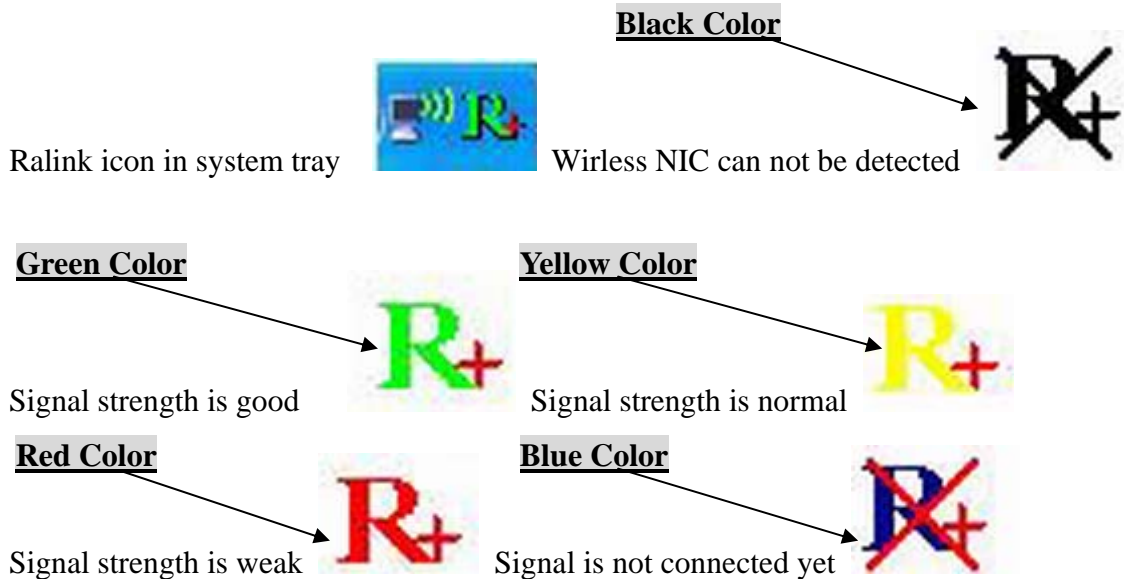 Black Color
R+
R+
Ralink icon in system tray
Wirless NIC can not be detected
Green Color
Yellow Color
R+
R+
Signal strength is good
Signal strength is normal
Red Color
Blue Color
R+
R+
Signal strength is weak
Signal is not connected yet